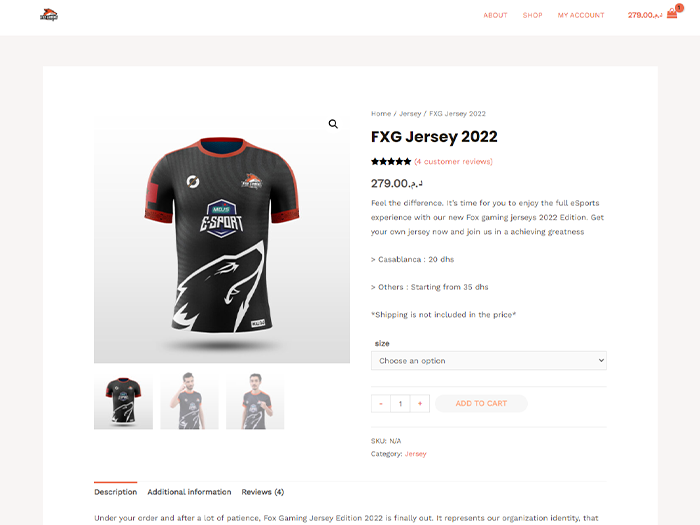 ABOUT SHOP MY ACCOUNT 279.00د.م. 1
Home / Jersey / FXG Jersey 2022
FXG Jersey 2022
(4 customer reviews)
279.00د.م.
Feel the difference. It's time for you to enjoy the full eSports
experience with our new Fox gaming jerseys 2022 Edition. Get
your own jersey now and join us in a achieving greatness
> Casablanca : 20 dhs
> Others : Starting from 35 dhs
*Shipping is not included in the price*
size
Choose an option
- 1 + ADD TO CART
SKU: N/A
Category: Jersey
E-SPORT
Description Additional information Reviews (4)
Under your order and after a lot of patience, Fox Gaming Jersey Edition 2022 is finally out. It represents our organization identity, that